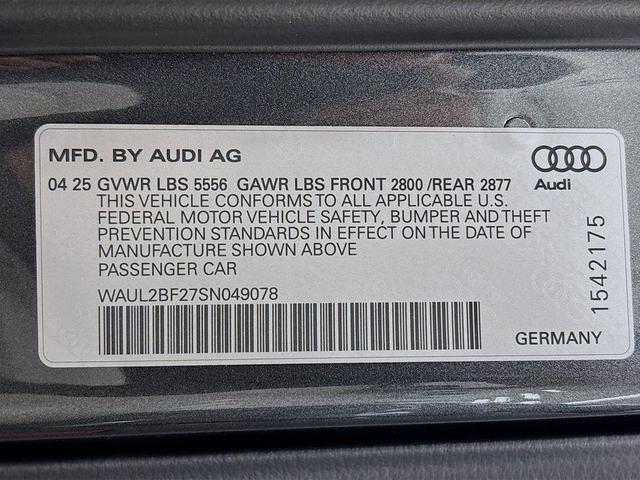 MFD. BY AUDI AG
Audi
04 25 GVWR LBS 5556 GAWR LBS FRONT 2800 /REAR 2877
THIS VEHICLE CONFORMS TO ALL APPLICABLE U.S.
FEDERAL MOTOR VEHICLE SAFETY, BUMPER AND THEFT
PREVENTION STANDARDS IN EFFECT ON THE DATE OF
MANUFACTURE SHOWN ABOVE
PASSENGER CAR
WAUL2BF27SN049078
1542175
GERMANY